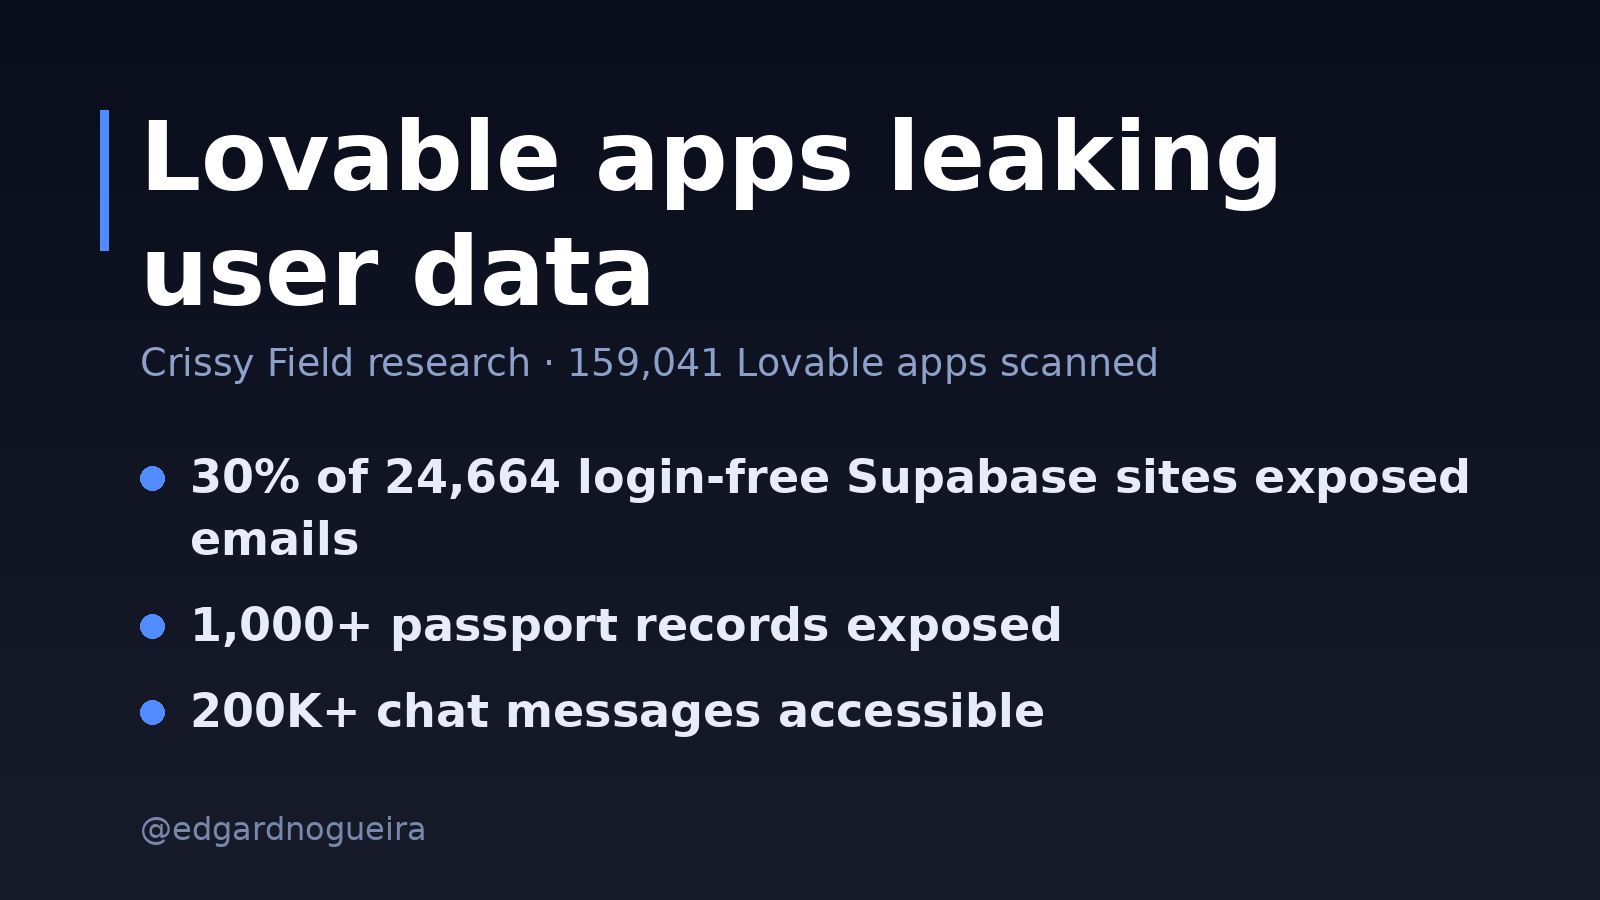 Lovable apps leaking
user data
Crissy Field research · 159,041 Lovable apps scanned
30% of 24,664 login-free Supabase sites exposed
emails
1,000+ passport records exposed
200K+ chat messages accessible
@edgardnogueira